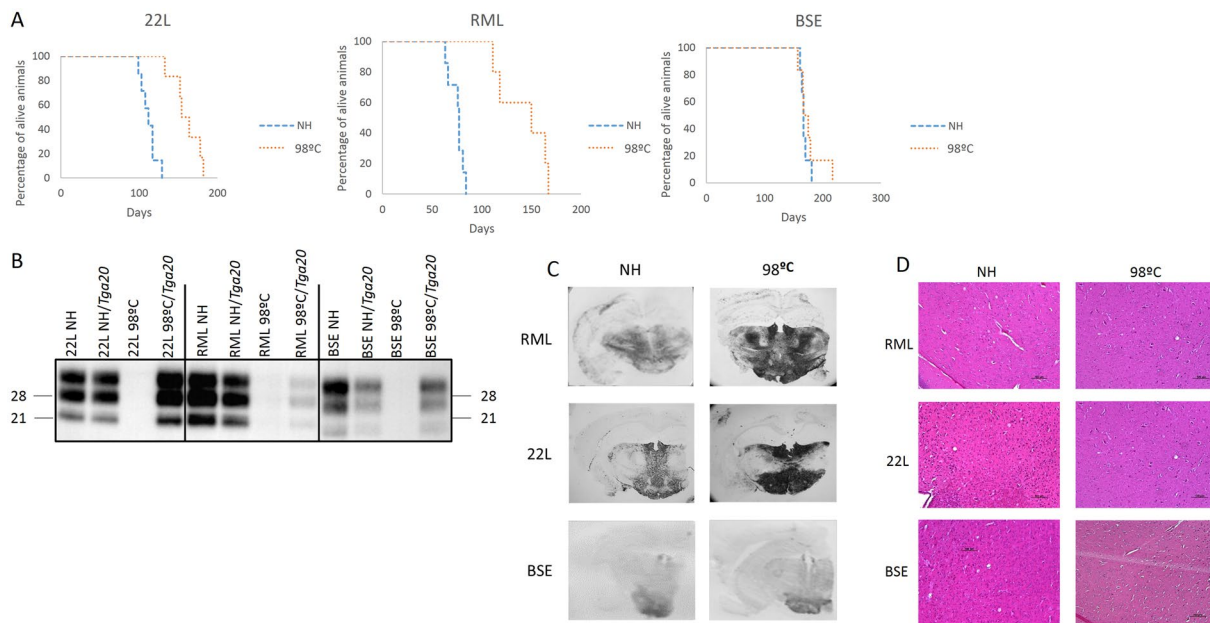 A
22L
RML
BSE
Percentage of alive animals
100
80
60
40
20
0
0
100
200
Days
NH
98ºC
Percentage of alive animals
100
80
60
40
20
0
0
50
100
150
200
Days
NH
98ºC
Percentage of alive animals
100
80
60
40
20
0
0
100
200
300
Days
NH
98ºC
B
22L NH
22L NH/Tga20
22L 98ºC
22L 98ºC/Tga20
RML NH
RML NH/Tga20
RML 98ºC
RML 98ºC/Tga20
BSE NH
BSE NH/Tga20
BSE 98ºC
BSE 98ºC/Tga20
28
21
28
21
C
NH
98ºC
RML
22L
BSE
D
NH
98ºC
RML
22L
BSE